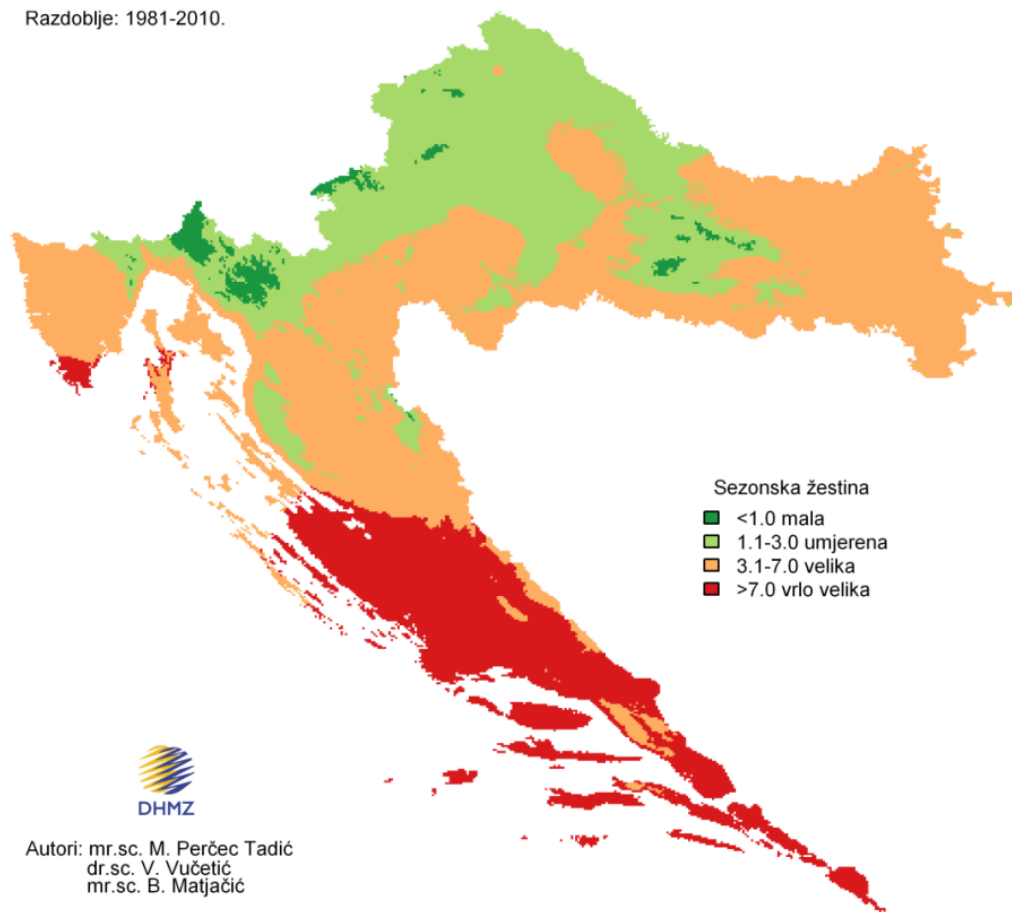 Razdoblje: 1981-2010.
Sezonska žestina
<1.0 mala
1.1-3.0 umjerena
3.1-7.0 velika
>7.0 vrlo velika
DHMZ
Autori: mr.sc. M. Perčec Tadić
dr.sc. V. Vučetić
mr.sc. B. Matjačić